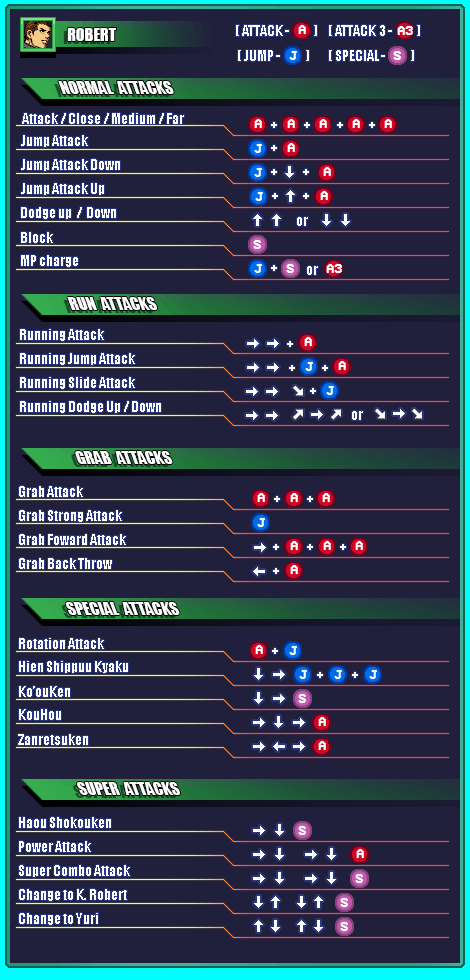 ROBERT
[ ATTACK - A ] [ ATTACK 3 - A3 ]
[ JUMP - J ] [ SPECIAL - S ]
NORMAL ATTACKS
Attack / Close / Medium / Far A + A + A + A + A
Jump Attack J + A
Jump Attack Down J + ↓ + A
Jump Attack Up J + ↑ + A
Dodge up / Down ↑ ↑ or ↓ ↓
Block S
MP charge J + S or A3
RUN ATTACKS
Running Attack → → + A
Running Jump Attack → → + J + A
Running Slide Attack → → ↘ + J
Running Dodge Up / Down → → ↗ → ↗ or ↘ → ↘
GRAB ATTACKS
Grab Attack A + A + A
Grab Strong Attack J
Grab Foward Attack → + A + A + A
Grab Back Throw ← + A
SPECIAL ATTACKS
Rotation Attack A + J
Hien Shippuu Kyaku ↓ → J + J + J
Ko'ouKen ↓ → S
KouHou → ↓ → A
Zanretsuken → ← → A
SUPER ATTACKS
Haou Shokouken → ↓ S
Power Attack → ↓ → ↓ A
Super Combo Attack → ↓ → ↓ S
Change to K. Robert ↓ ↑ ↓ ↑ S
Change to Yuri ↑ ↓ ↑ ↓ S